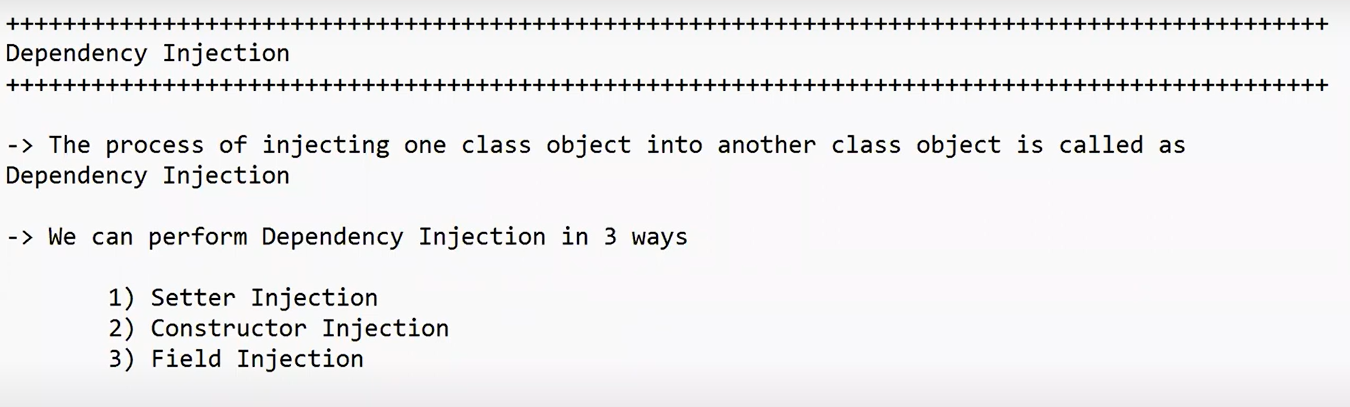 +++++++++++++++++++++++++++++++++++++++++++++++++++++++++++++++++++++++++++++++++++++++++++++
Dependency Injection
+++++++++++++++++++++++++++++++++++++++++++++++++++++++++++++++++++++++++++++++++++++++++++++
-> The process of injecting one class object into another class object is called as
Dependency Injection
-> We can perform Dependency Injection in 3 ways
1) Setter Injection
2) Constructor Injection
3) Field Injection